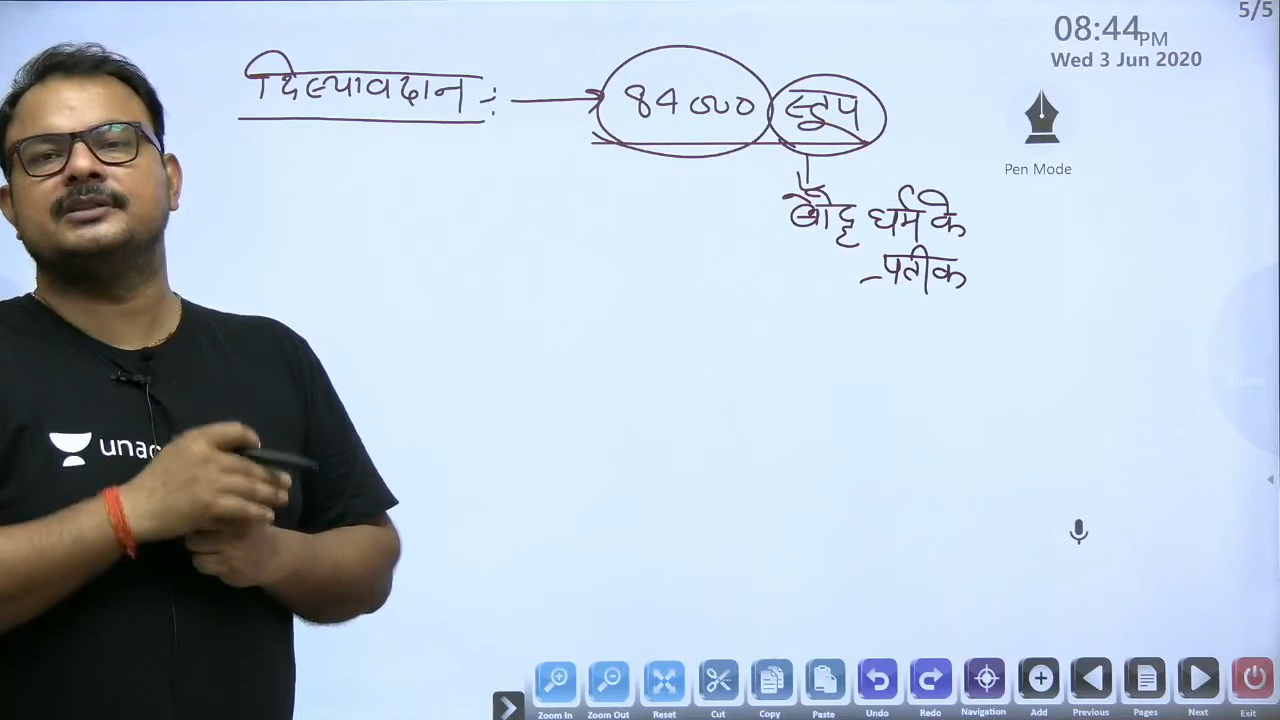 5/5
08:44PM
Wed 3 Jun 2020
दिव्यावदान :- → 84000 स्तूप
Pen Mode
बौद्ध धर्म के
प्रतीक
unac
Zoom In Zoom Out Reset Cut Copy Paste Undo Redo Navigation Add Previous Pages Next Exit